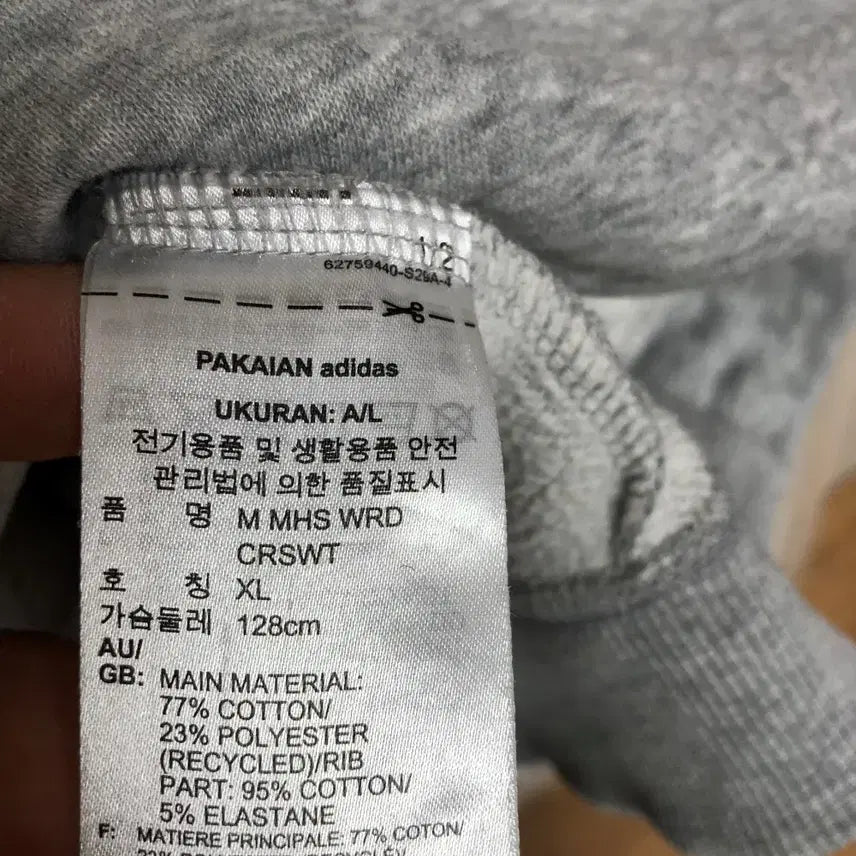 1/2
62759440-S29A-4
PAKAIAN adidas
UKURAN: A/L
전기용품 및 생활용품 안전
관리법에 의한 품질표시
품 명 M MHS WRD
CRSWT
호 칭 XL
가슴둘레 128cm
AU/
GB: MAIN MATERIAL:
77% COTTON/
23% POLYESTER
(RECYCLED)/RIB
PART: 95% COTTON/
5% ELASTANE
F: MATIERE PRINCIPALE: 77% COTON/